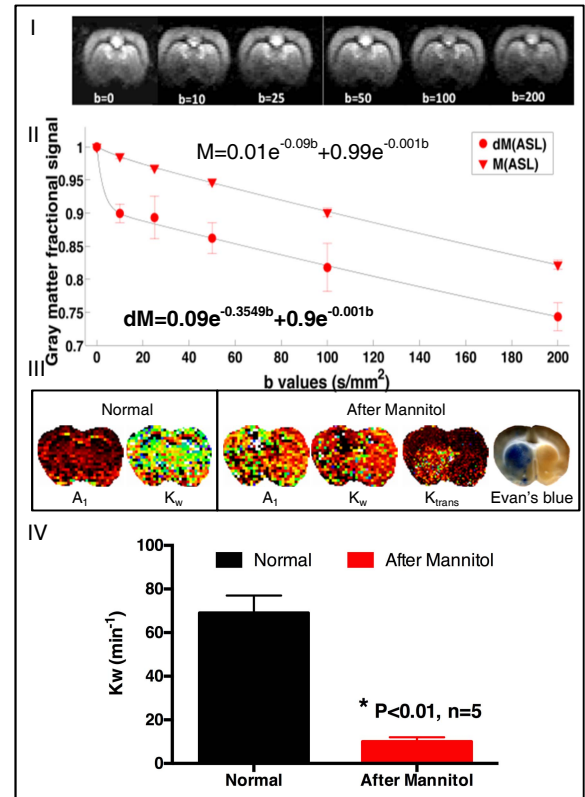 I
b=0 b=10 b=25 b=50 b=100 b=200
II
M=0.01e^-0.09b+0.99e^-0.001b
dM(ASL)
M(ASL)
Gray matter fractional signal
1
0.95
0.9
0.85
0.8
0.75
0.7
dM=0.09e^-0.3549b+0.9e^-0.001b
0 20 40 60 80 100 120 140 160 180 200
b values (s/mm²)
III
Normal After Mannitol
A₁ Kw A₁ Kw Ktrans Evan's blue
IV
Normal After Mannitol
Kw (min⁻¹)
100
80
60
40
20
0
* P<0.01, n=5
Normal After Mannitol